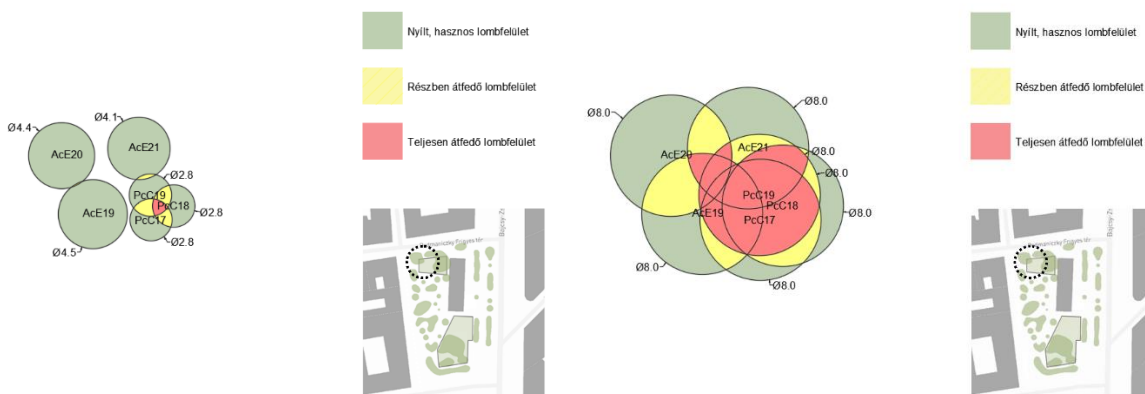 Nyílt, hasznos lombfelület
Részben átfedő lombfelület
Teljesen átfedő lombfelület
Ø4.4
Ø4.1
AcE20
AcE21
Ø2.8
PcC19
PcC18
AcE19
PcC17
Ø2.8
Ø2.8
Ø4.5
Bajcsy-Zs
Nyílt, hasznos lombfelület
Részben átfedő lombfelület
Teljesen átfedő lombfelület
Ø8.0
Ø8.0
AcE20
AcE21
Ø8.0
Ø8.0
PcC19
PcC18
AcE19
PcC17
Ø8.0
Ø8.0
Ø8.0